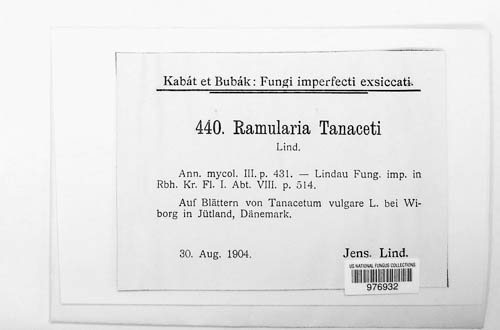 Kabát et Bubák: Fungi imperfecti exsiccati.
440. Ramularia Tanaceti
Lind.
Ann. mycol. III. p. 431. — Lindau Fung. imp. in
Rbh. Kr. Fl. I. Abt. VIII. p. 514.
Auf Blättern von Tanacetum vulgare L. bei Wi-
borg in Jütland, Dänemark.
30. Aug. 1904.
Jens. Lind.
US NATIONAL FUNGUS COLLECTIONS
976932